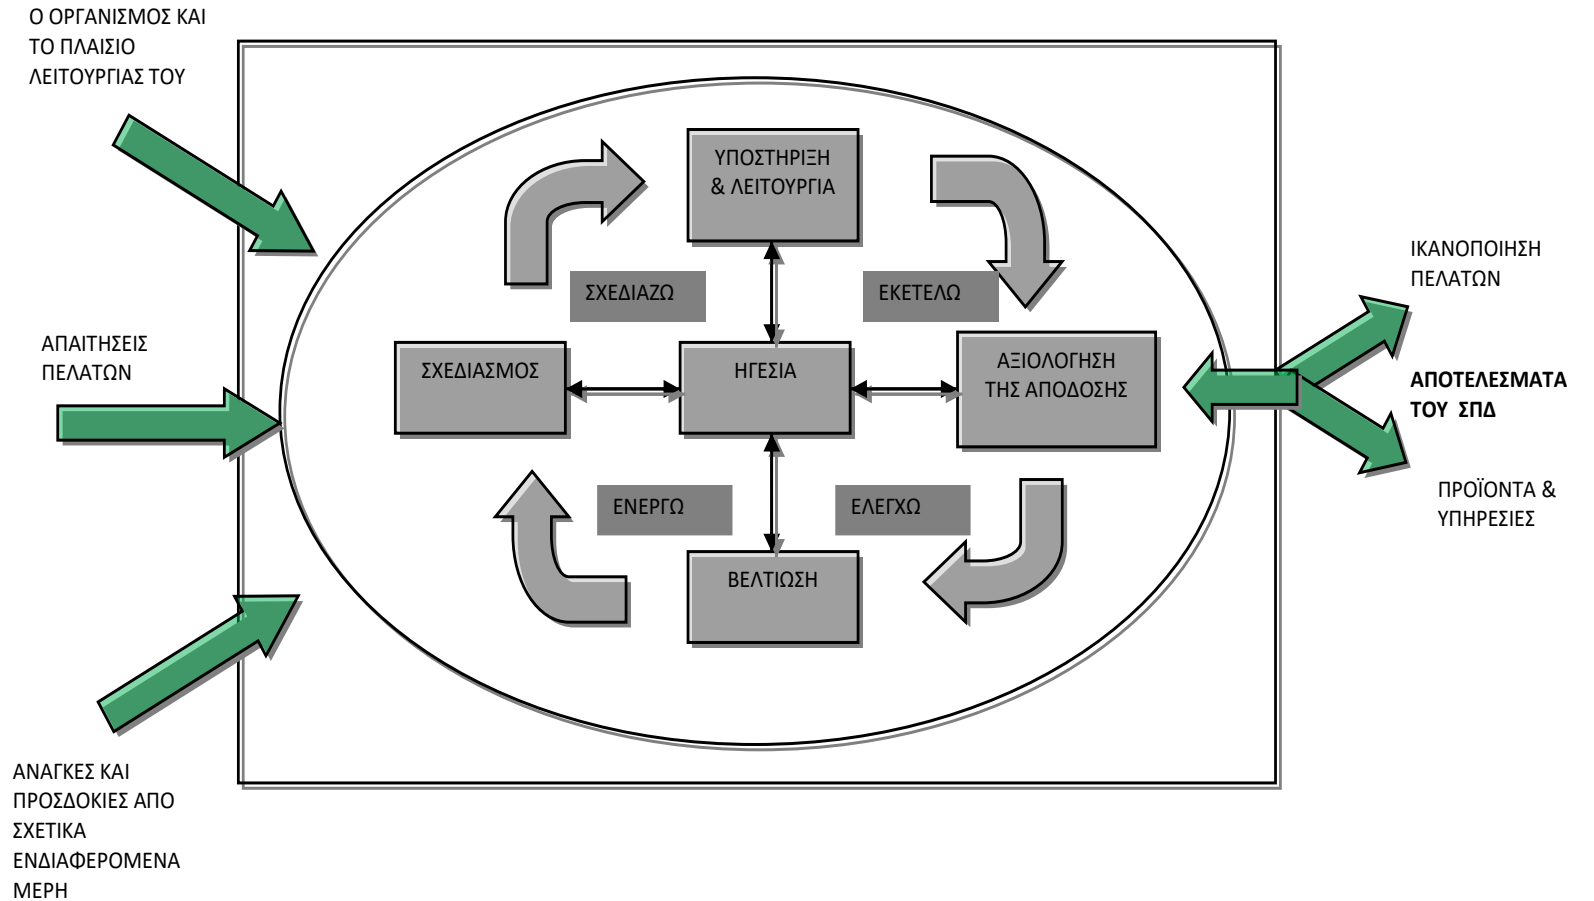 Ο ΟΡΓΑΝΙΣΜΟΣ ΚΑΙ
ΤΟ ΠΛΑΙΣΙΟ
ΛΕΙΤΟΥΡΓΙΑΣ ΤΟΥ
ΑΠΑΙΤΗΣΕΙΣ
ΠΕΛΑΤΩΝ
ΑΝΑΓΚΕΣ ΚΑΙ
ΠΡΟΣΔΟΚΙΕΣ ΑΠΟ
ΣΧΕΤΙΚΑ
ΕΝΔΙΑΦΕΡΟΜΕΝΑ
ΜΕΡΗ
ΥΠΟΣΤΗΡΙΞΗ
& ΛΕΙΤΟΥΡΓΙΑ
ΣΧΕΔΙΑΖΩ
ΕΚΕΤΕΛΩ
ΣΧΕΔΙΑΣΜΟΣ
ΗΓΕΣΙΑ
ΑΞΙΟΛΟΓΗΣΗ
ΤΗΣ ΑΠΟΔΟΣΗΣ
ΕΝΕΡΓΩ
ΕΛΕΓΧΩ
ΒΕΛΤΙΩΣΗ
ΙΚΑΝΟΠΟΙΗΣΗ
ΠΕΛΑΤΩΝ
ΑΠΟΤΕΛΕΣΜΑΤΑ
ΤΟΥ ΣΠΔ
ΠΡΟΪΟΝΤΑ &
ΥΠΗΡΕΣΙΕΣ